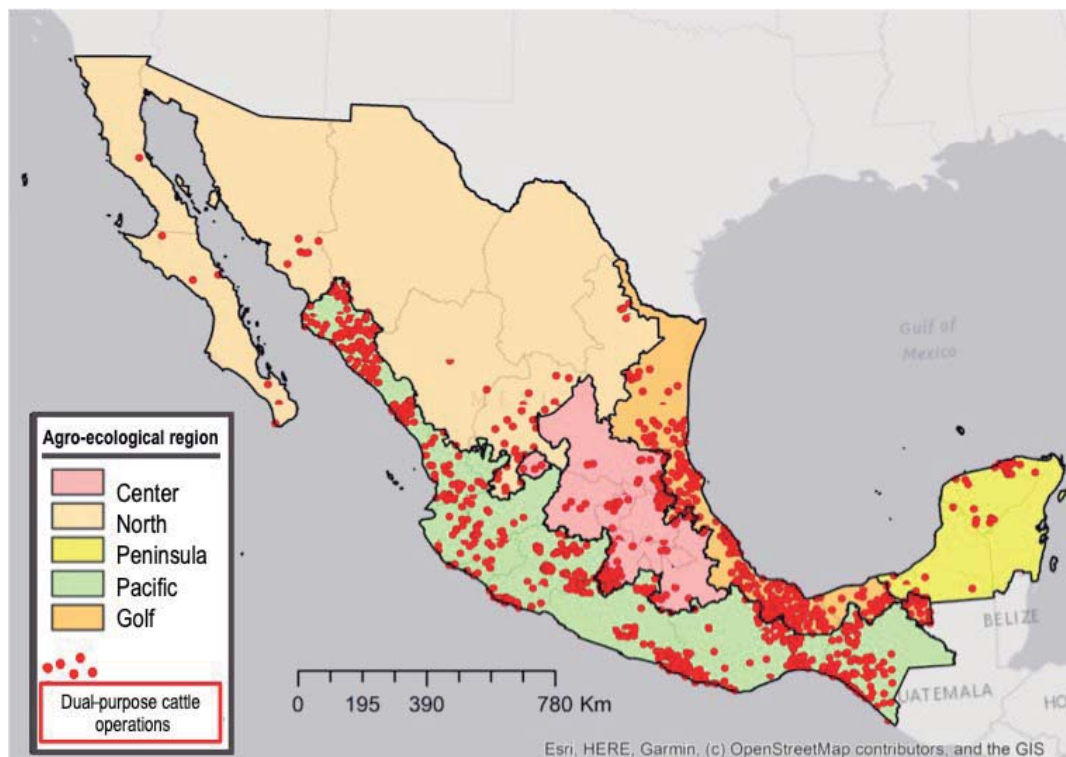 Gulf of
Mexico
Agro-ecological region
Center
North
Peninsula
Pacific
Golf
Dual-purpose cattle
operations
0 195 390 780 Km
BELIZE
GUATEMALA
HO
Esri, HERE, Garmin, (c) OpenStreetMap contributors, and the GIS